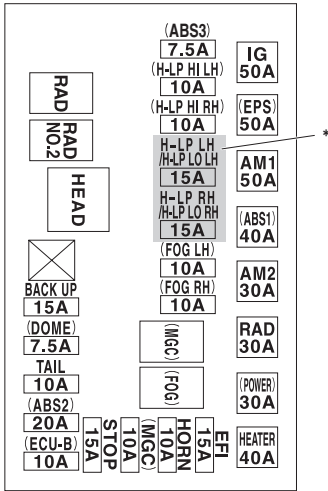 (ABS3)
7.5A
(H-LP HI LH)
10A
(H-LP HI RH)
10A
H-LP LH
/H-LP LO LH
15A
*
H-LP RH
/H-LP LO RH
15A
(FOG LH)
10A
(FOG RH)
10A
(MGC)
(FOG)
IG
50A
(EPS)
50A
AM1
50A
(ABS1)
40A
AM2
30A
RAD
30A
(POWER)
30A
HEATER
40A
RAD
RAD
NO.2
HEAD
BACK UP
15A
(DOME)
7.5A
TAIL
10A
(ABS2)
20A
(ECU-B)
10A
STOP
15A
(MGC)
10A
HORN
10A
EFI
15A